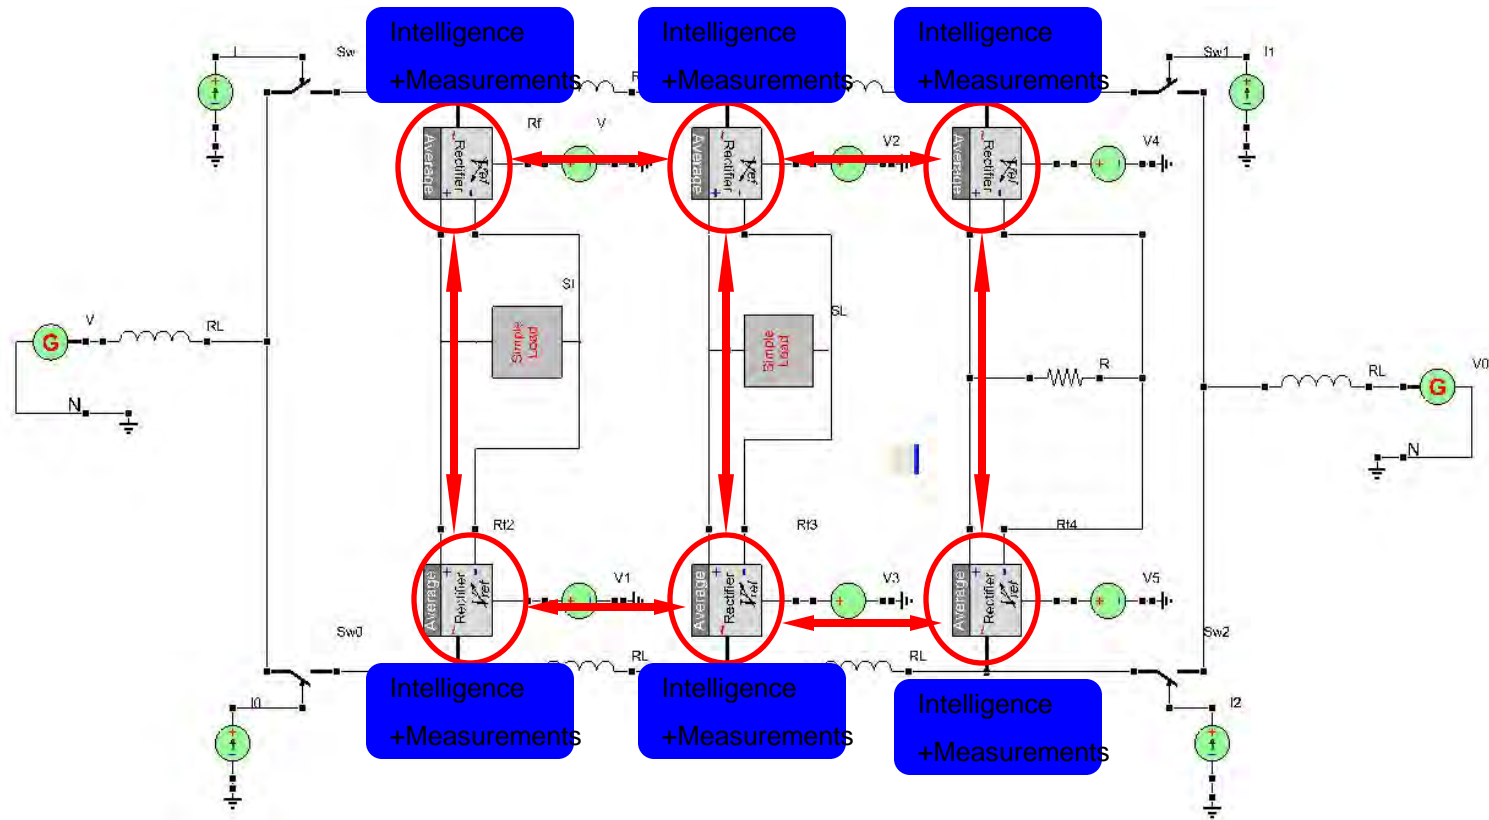 Intelligence
+Measurements
Intelligence
+Measurements
Intelligence
+Measurements
I
Sw
Sw1
I1
Rf
V
V2
V4
Average
Rectifier
Vref
Average
Rectifier
Vref
Average
Rectifier
Vref
Sl
SL
Simple
Load
Simple
Load
V
RL
G
N
R
RL
V0
G
N
Rf2
Rf3
Rf4
V1
V3
V5
Average
Rectifier
Vref
Average
Rectifier
Vref
Average
Rectifier
Vref
Sw0
RL
RL
Sw2
I0
I2
Intelligence
+Measurements
Intelligence
+Measurements
Intelligence
+Measurements